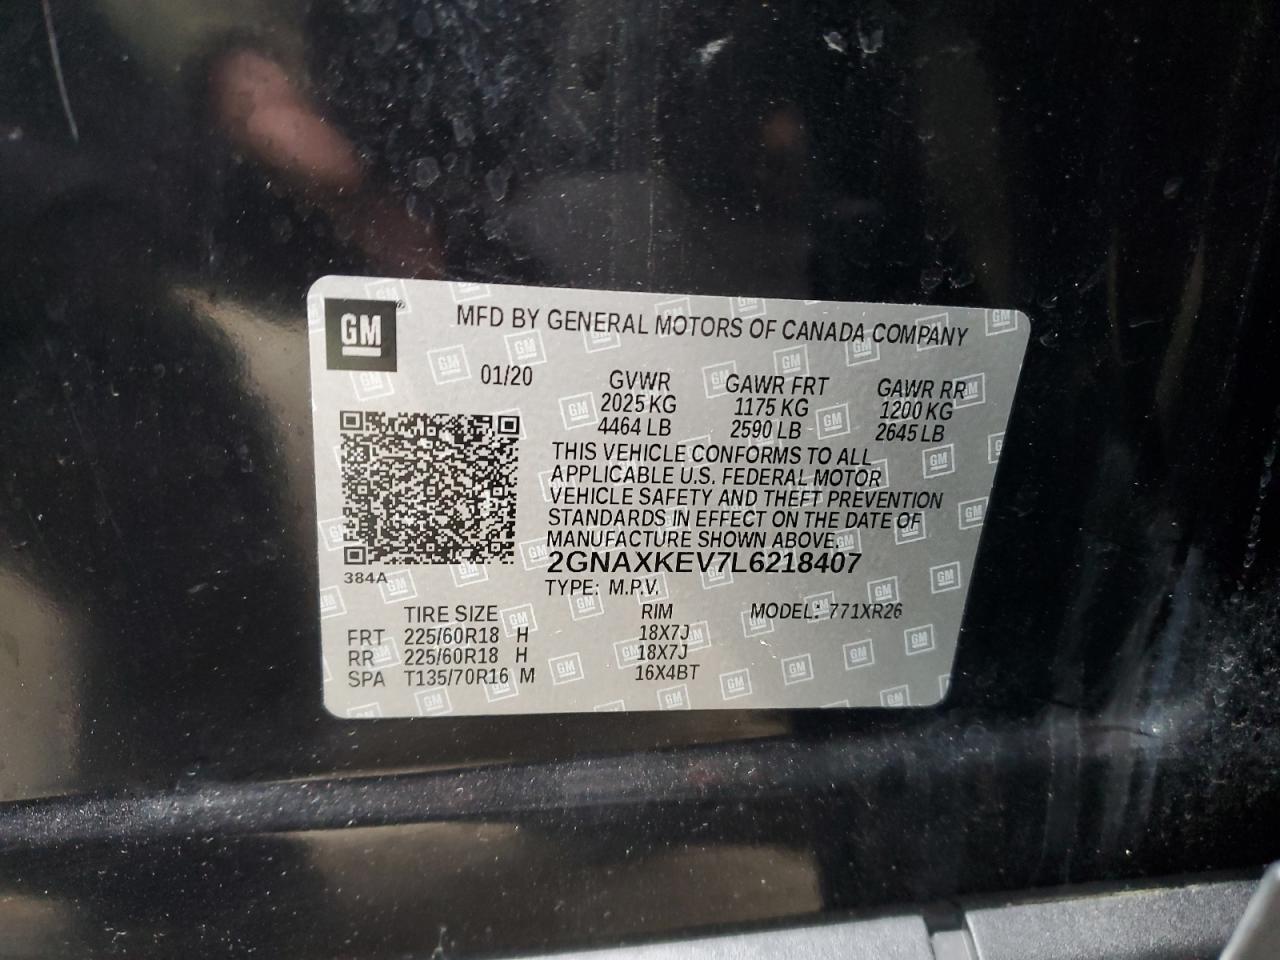 GM
MFD BY GENERAL MOTORS OF CANADA COMPANY
01/20
GVWR GAWR FRT GAWR RR
2025 KG 1175 KG 1200 KG
4464 LB 2590 LB 2645 LB
THIS VEHICLE CONFORMS TO ALL
APPLICABLE U.S. FEDERAL MOTOR
VEHICLE SAFETY AND THEFT PREVENTION
STANDARDS IN EFFECT ON THE DATE OF
MANUFACTURE SHOWN ABOVE.
2GNAXKEV7L6218407
384A
TYPE: M.P.V.
TIRE SIZE RIM MODEL: 771XR26
FRT 225/60R18 H 18X7J
RR 225/60R18 H 18X7J
SPA T135/70R16 M 16X4BT